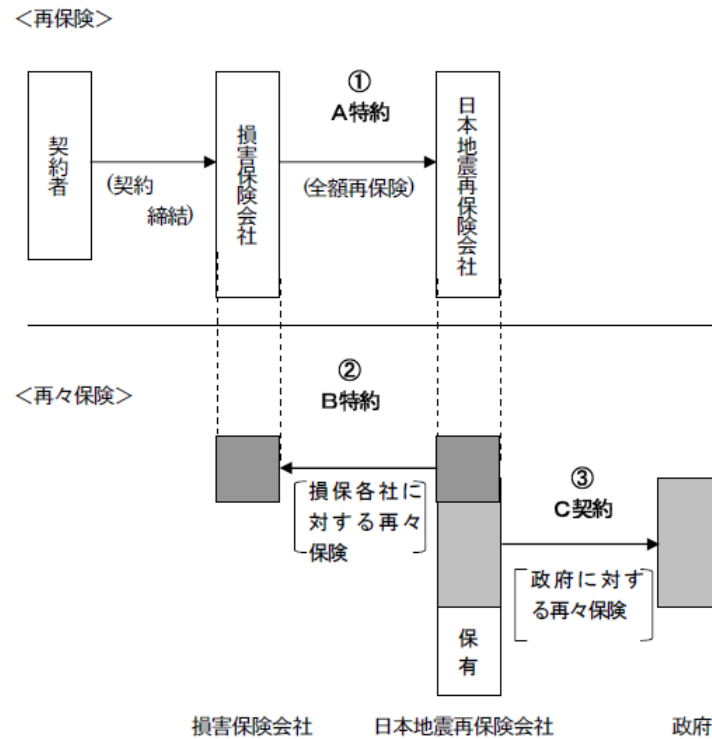 ＜再保険＞
①
A特約
契約者
(契約
締結)
損害保険会社
(全額再保険)
日本地震再保険会社
＜再々保険＞
②
B特約
損保各社に
対する再々
保険
③
C契約
政府に対す
る再々保険
保有
損害保険会社
日本地震再保険会社
政府